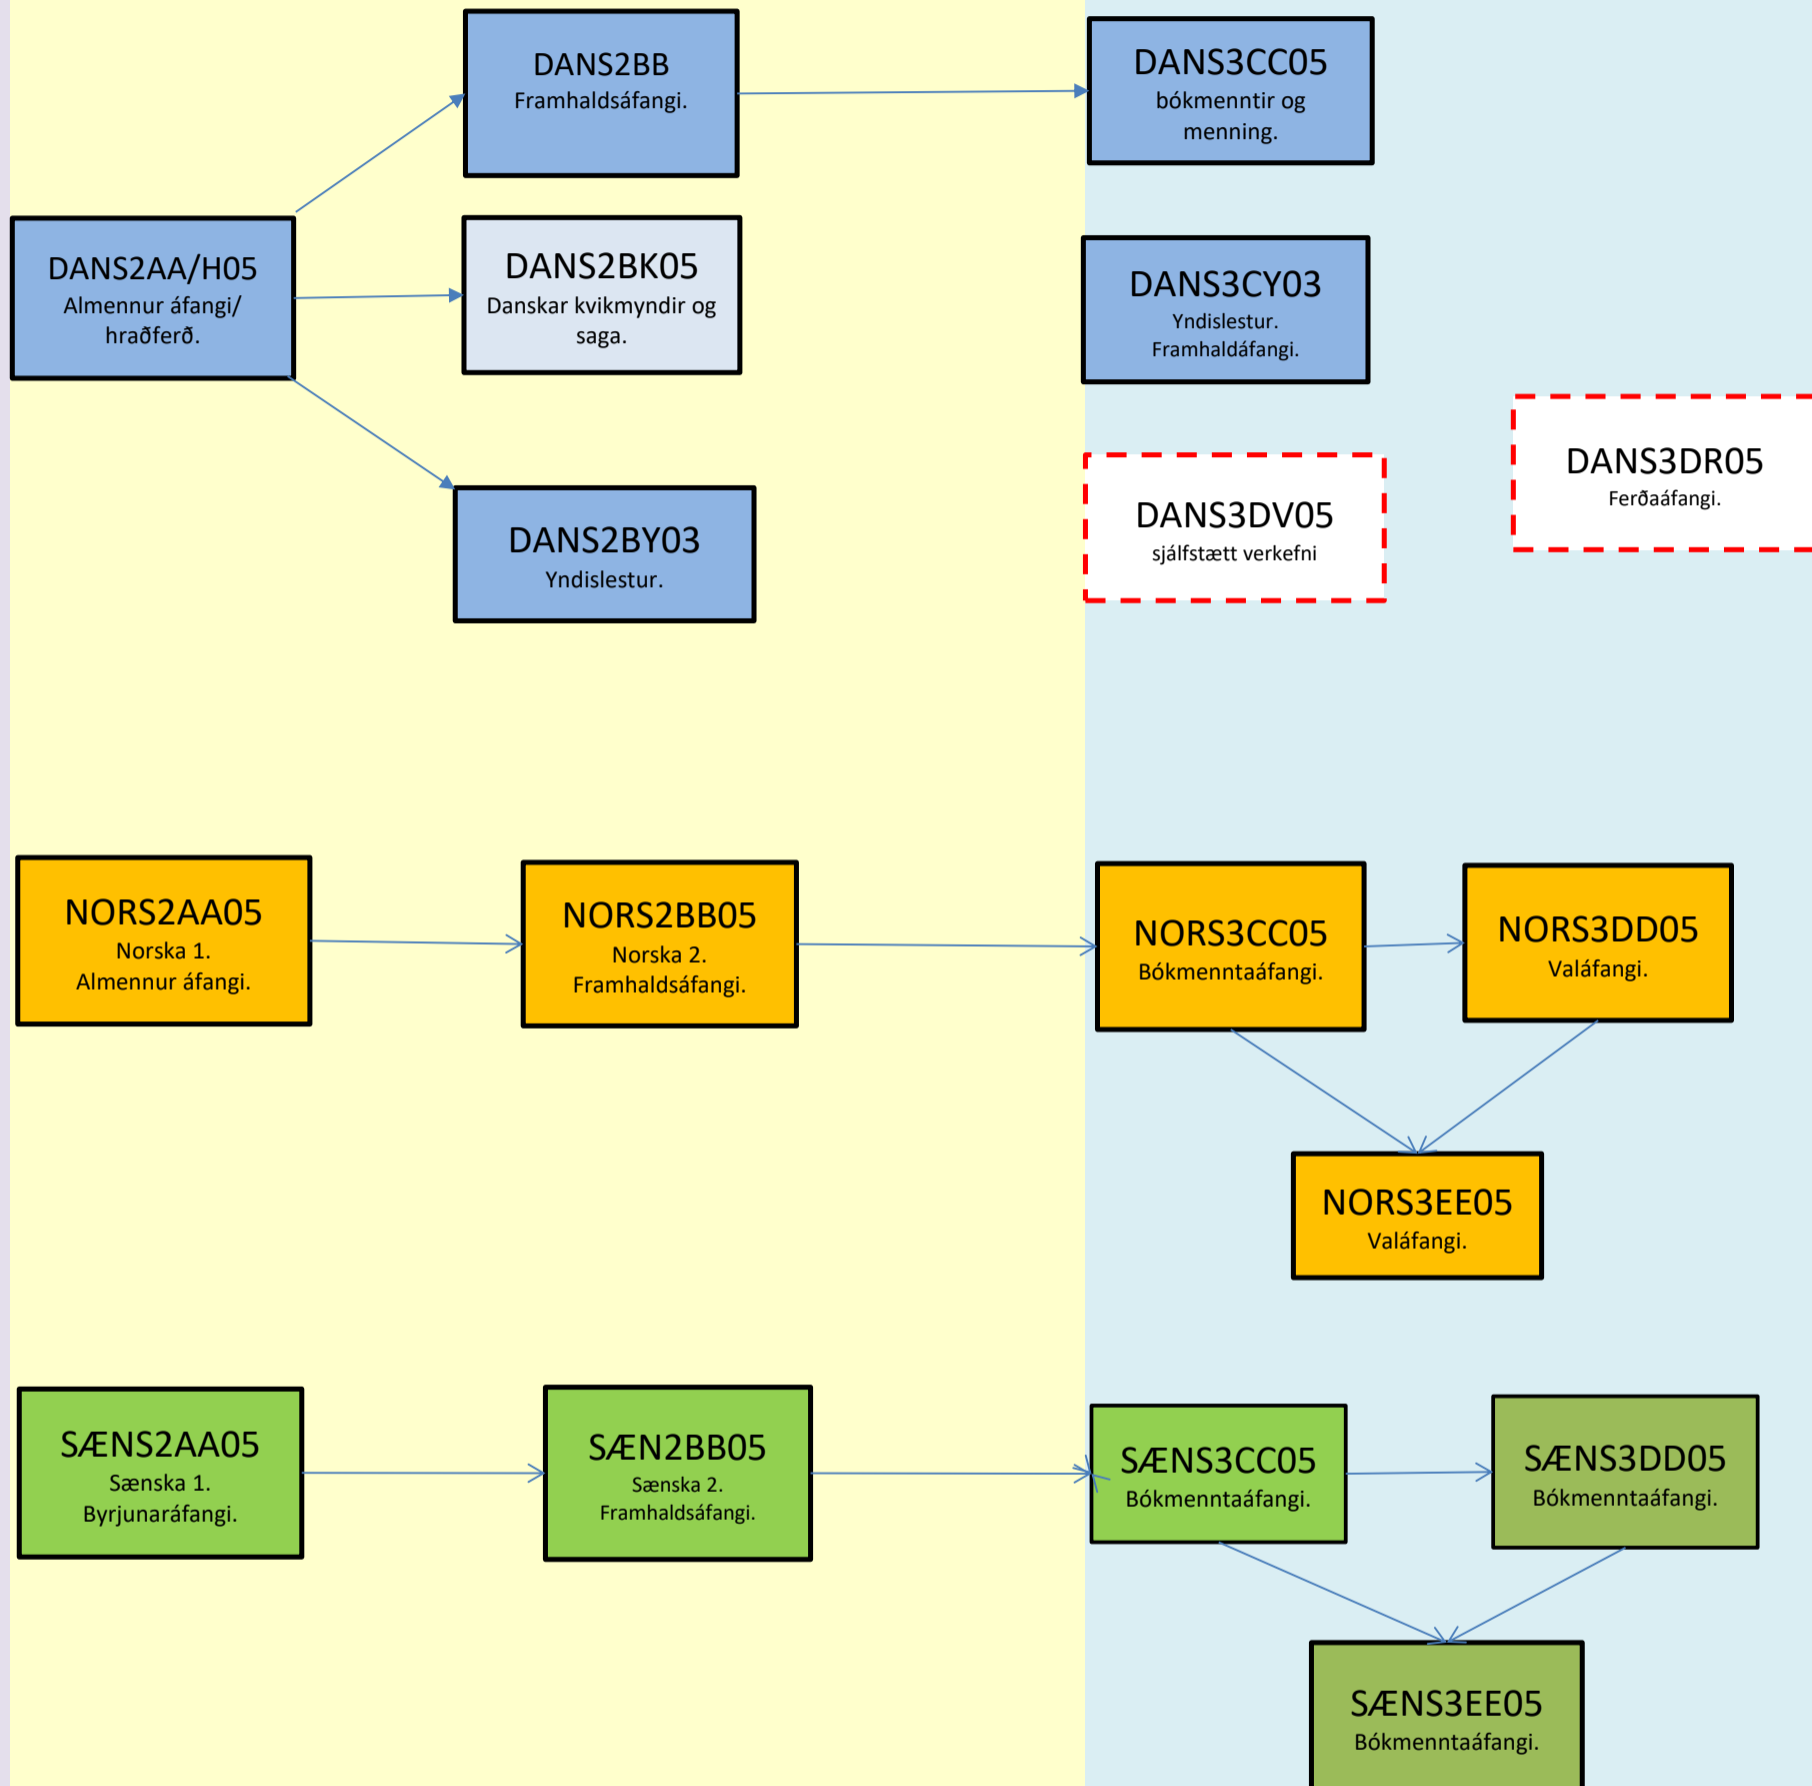 DANS2BB
Framhaldsáfangi.
DANS3CC05
bókmenntir og
menning.
DANS2AA/H05
Almennur áfangi/
hraðferð.
DANS2BK05
Danskar kvikmyndir og
saga.
DANS3CY03
Yndislestur.
Framhaldáfangi.
DANS3DR05
Ferðaáfangi.
DANS3DV05
sjálfstætt verkefni
DANS2BY03
Yndislestur.
NORS2AA05
Norska 1.
Almennur áfangi.
NORS2BB05
Norska 2.
Framhaldsáfangi.
NORS3CC05
Bókmenntaáfangi.
NORS3DD05
Valáfangi.
NORS3EE05
Valáfangi.
SÆNS2AA05
Sænska 1.
Byrjunaráfangi.
SÆN2BB05
Sænska 2.
Framhaldsáfangi.
SÆNS3CC05
Bókmenntaáfangi.
SÆNS3DD05
Bókmenntaáfangi.
SÆNS3EE05
Bókmenntaáfangi.